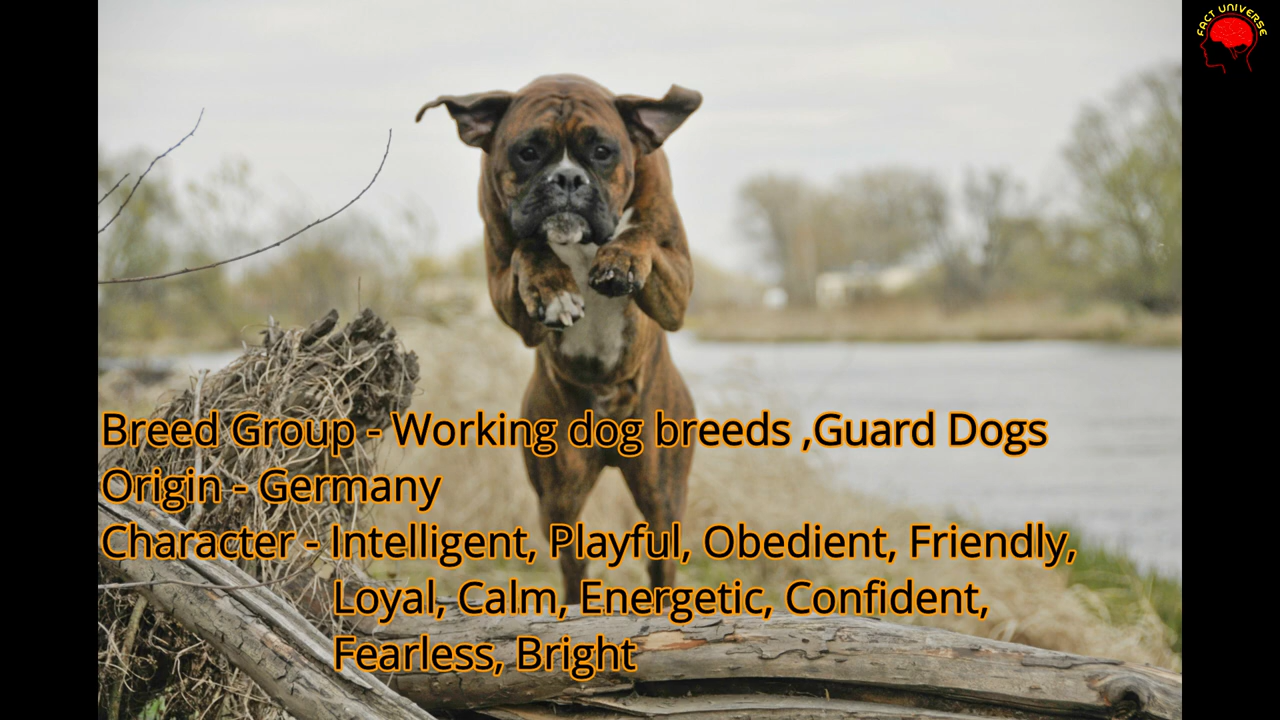 FACT UNIVERSE
Breed Group - Working dog breeds ,Guard Dogs
Origin - Germany
Character - Intelligent, Playful, Obedient, Friendly,
Loyal, Calm, Energetic, Confident,
Fearless, Bright